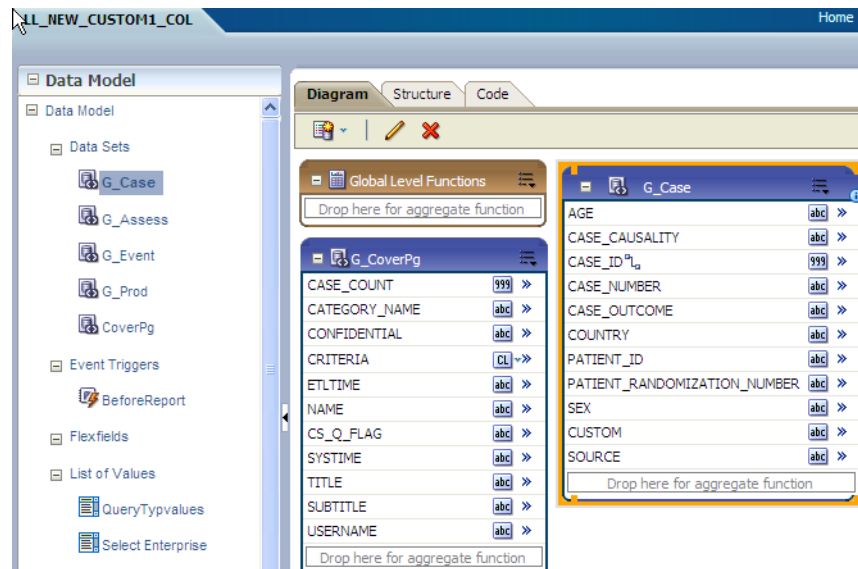 LL_NEW_CUSTOM1_COL
Home
Data Model
Data Model
Data Sets
G_Case
G_Assess
G_Event
G_Prod
CoverPg
Event Triggers
BeforeReport
Flexfields
List of Values
QueryTypvalues
Select Enterprise
Diagram Structure Code
Global Level Functions
Drop here for aggregate function
G_CoverPg
CASE_COUNT 999
CATEGORY_NAME abc
CONFIDENTIAL abc
CRITERIA CL
ETLTIME abc
NAME abc
CS_Q_FLAG abc
SYSTIME abc
TITLE abc
SUBTITLE abc
USERNAME abc
Drop here for aggregate function
G_Case
AGE abc
CASE_CAUSALITY abc
CASE_ID 999
CASE_NUMBER abc
CASE_OUTCOME abc
COUNTRY abc
PATIENT_ID abc
PATIENT_RANDOMIZATION_NUMBER abc
SEX abc
CUSTOM abc
SOURCE abc
Drop here for aggregate function